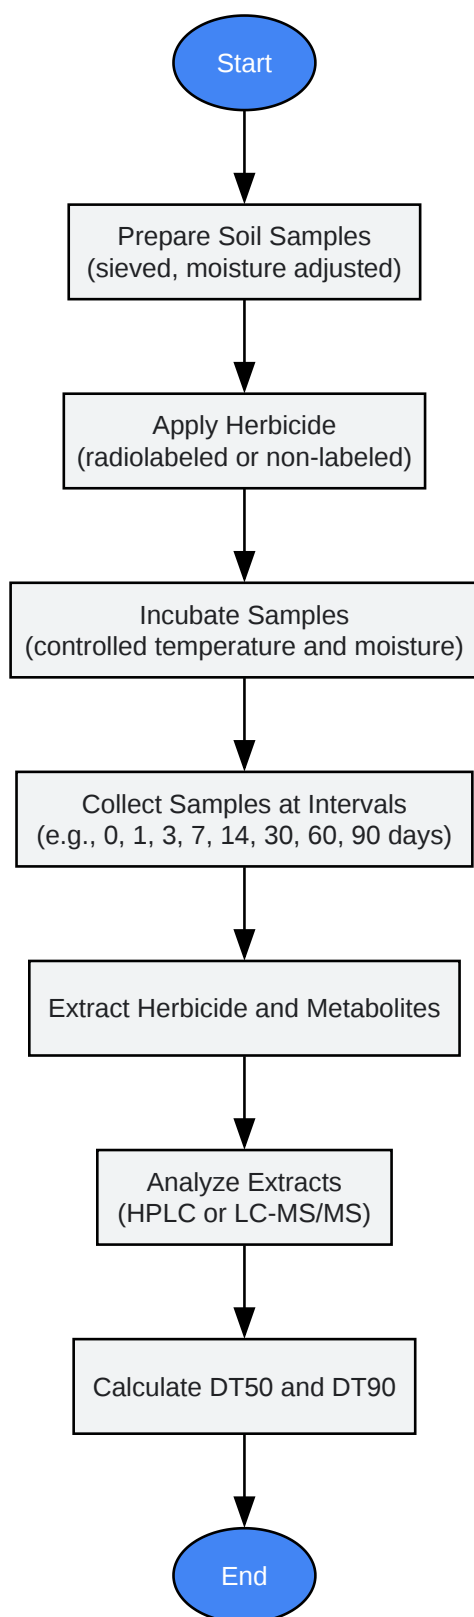 Start
Prepare Soil Samples
(sieved, moisture adjusted)
Apply Herbicide
(radiolabeled or non-labeled)
Incubate Samples
(controlled temperature and moisture)
Collect Samples at Intervals
(e.g., 0, 1, 3, 7, 14, 30, 60, 90 days)
Extract Herbicide and Metabolites
Analyze Extracts
(HPLC or LC-MS/MS)
Calculate DT50 and DT90
End